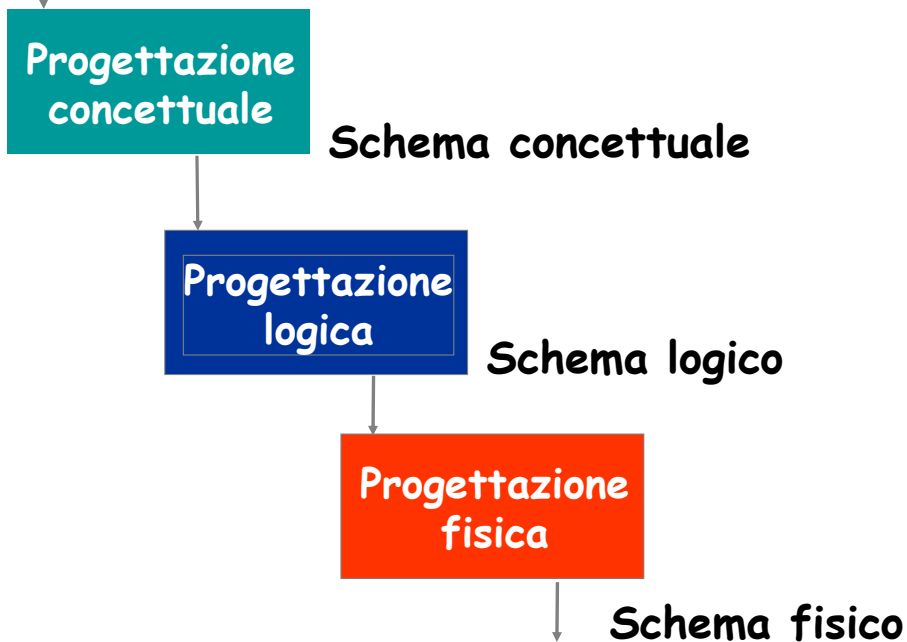 Progettazione
concettuale
Schema concettuale
Progettazione
logica
Schema logico
Progettazione
fisica
Schema fisico